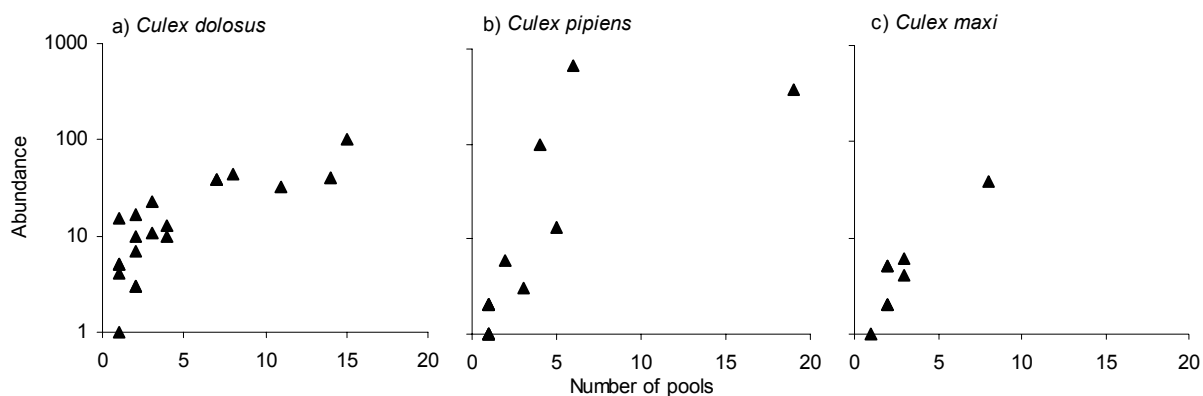 a) Culex dolosus
b) Culex pipiens
c) Culex maxi
Abundance
1000
100
10
1
0 5 10 15 20
0 5 10 15 20
0 5 10 15 20
Number of pools